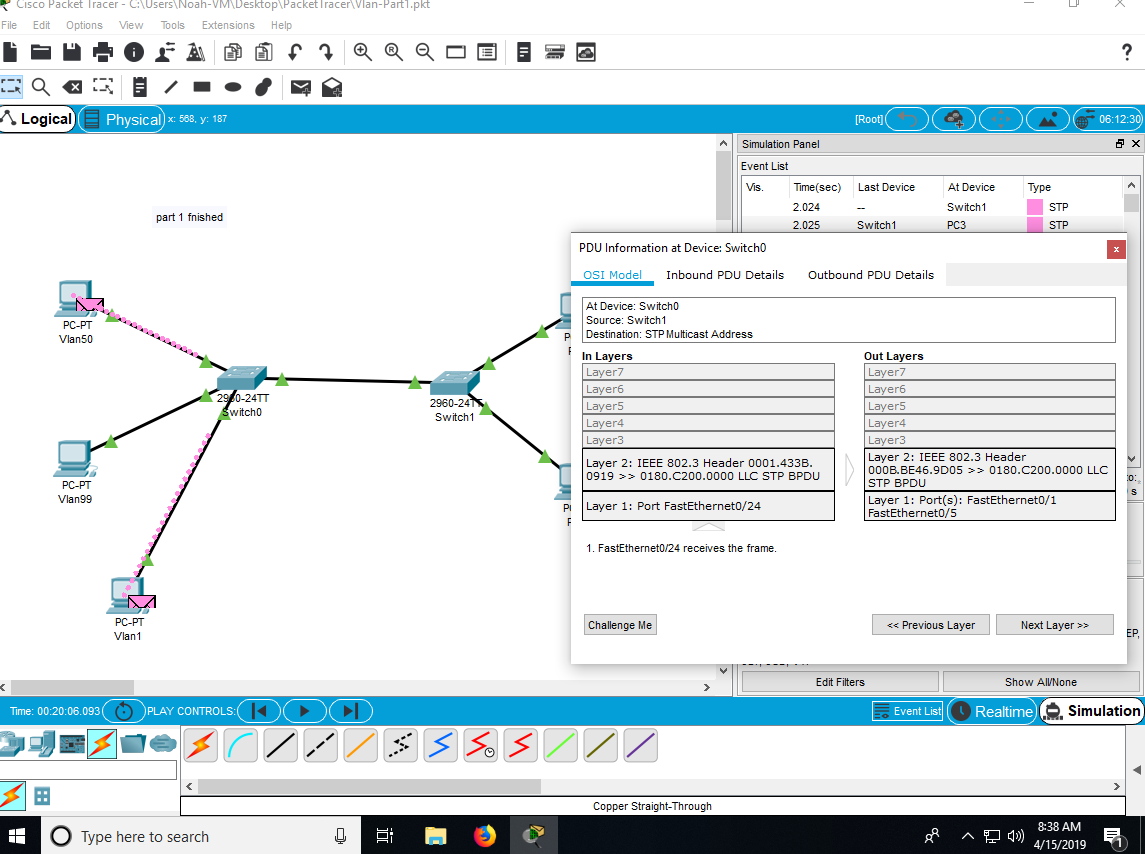 Cisco Packet Tracer - C:\Users\Noah-VM\Desktop\PacketTracer\Vlan-Part1.pkt
File Edit Options View Tools Extensions Help
?
Logical Physical x: 568, y: 187 [Root] 06:12:30
Simulation Panel
Event List
Vis. Time(sec) Last Device At Device Type
2.024 -- Switch1 STP
2.025 Switch1 PC3 STP
part 1 fnished
PC-PT
Vlan50
2960-24TT
Switch0
2960-24TT
Switch1
PC-PT
Vlan99
PC-PT
Vlan1
PDU Information at Device: Switch0
x
OSI Model Inbound PDU Details Outbound PDU Details
At Device: Switch0
Source: Switch1
Destination: STP Multicast Address
In Layers Out Layers
Layer7 Layer7
Layer6 Layer6
Layer5 Layer5
Layer4 Layer4
Layer3 Layer3
Layer 2: IEEE 802.3 Header 0001.433B.
0919 >> 0180.C200.0000 LLC STP BPDU
Layer 2: IEEE 802.3 Header
000B.BE46.9D05 >> 0180.C200.0000 LLC
STP BPDU
Layer 1: Port FastEthernet0/24
Layer 1: Port(s): FastEthernet0/1
FastEthernet0/5
1. FastEthernet0/24 receives the frame.
Challenge Me << Previous Layer Next Layer >>
Edit Filters Show All/None
Time: 00:20:06.093 PLAY CONTROLS: Event List Realtime Simulation
Copper Straight-Through
Type here to search
8:38 AM
4/15/2019
1